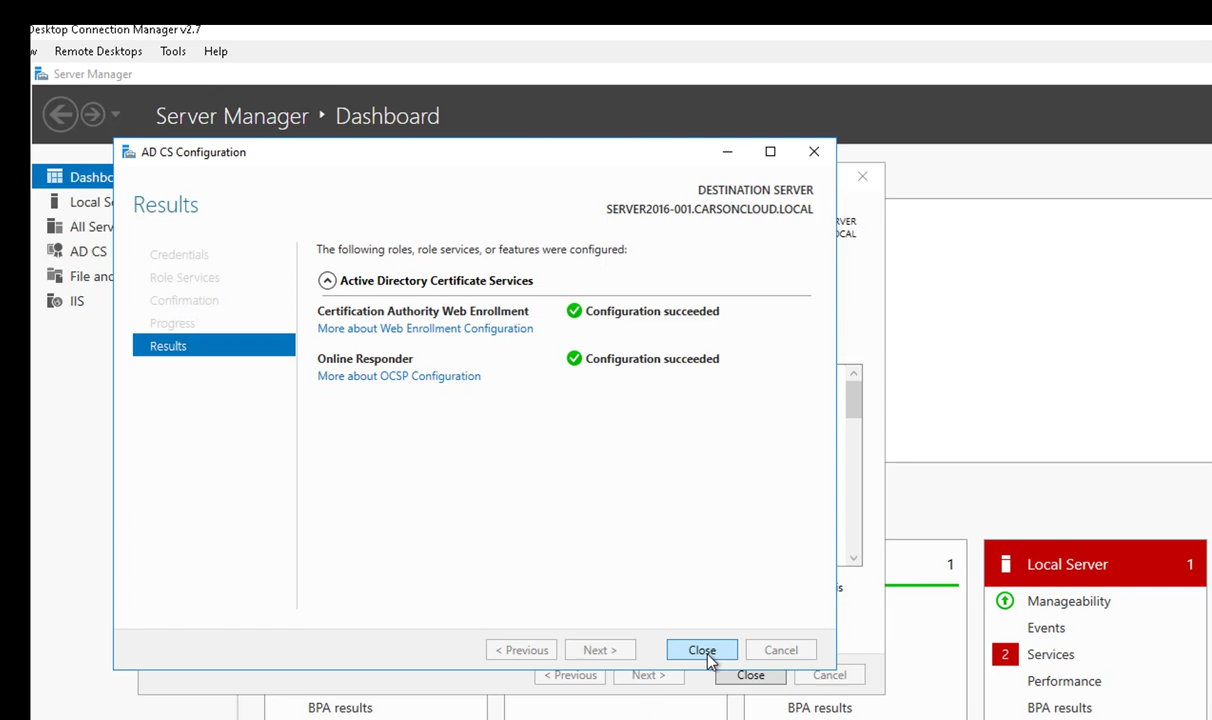 Desktop Connection Manager v2.7
w Remote Desktops Tools Help
Server Manager
Server Manager ‣ Dashboard
AD CS Configuration
Results
DESTINATION SERVER
SERVER2016-001.CARSONCLOUD.LOCAL
RVER
OCAL
Dashbo
Local Se
All Serv
AD CS
File and
IIS
Credentials
Role Services
Confirmation
Progress
Results
The following roles, role services, or features were configured:
Active Directory Certificate Services
Certification Authority Web Enrollment Configuration succeeded
More about Web Enrollment Configuration
Online Responder Configuration succeeded
More about OCSP Configuration
is
< Previous Next > Close Cancel
< Previous Next > Close Cancel
1
Local Server 1
Manageability
Events
2 Services
Performance
BPA results
BPA results
BPA results